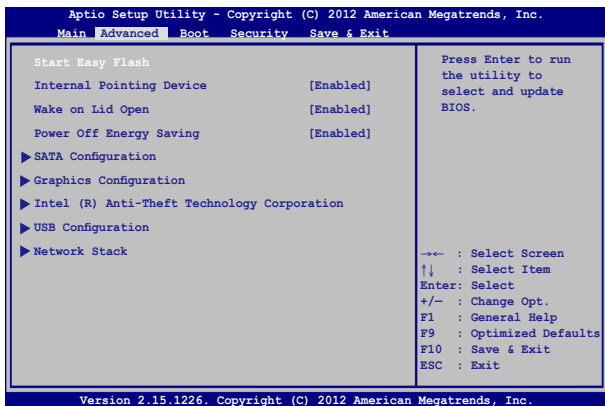 Aptio Setup Utility - Copyright (C) 2012 American Megatrends, Inc.
Main Advanced Boot Security Save & Exit
Start Easy Flash
Internal Pointing Device [Enabled]
Wake on Lid Open [Enabled]
Power Off Energy Saving [Enabled]
SATA Configuration
Graphics Configuration
Intel (R) Anti-Theft Technology Corporation
USB Configuration
Network Stack
Press Enter to run
the utility to
select and update
BIOS.
→← : Select Screen
↑↓ : Select Item
Enter: Select
+/— : Change Opt.
F1 : General Help
F9 : Optimized Defaults
F10 : Save & Exit
ESC : Exit
Version 2.15.1226. Copyright (C) 2012 American Megatrends, Inc.